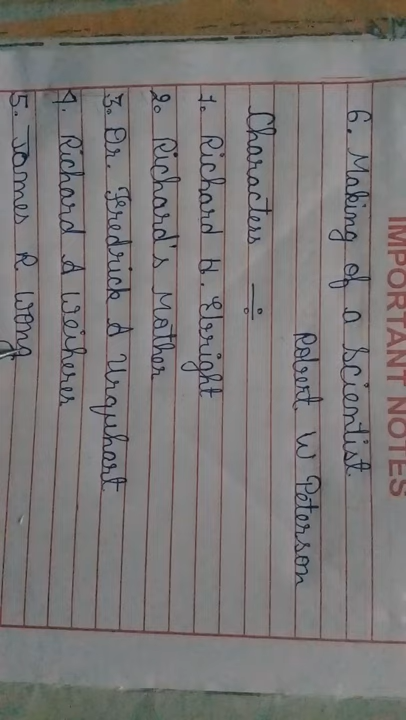 IMPORTANT NOTES
6. Making of a Scientist
Robert W Peterson
Characters ÷
1. Richard H. Ebright
2. Richard's Mother
3. Dr. Fredrick A Urquhart
4. Richard A Weiherer
5. James R Wong